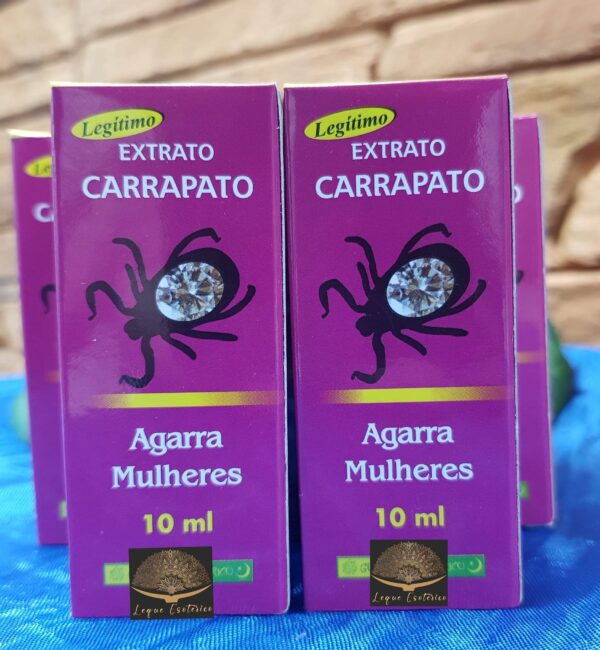 Legítimo
EXTRATO
CARRAPATO
Agarra
Mulheres
10 ml
Leque Esotérico
Legítimo
EXTRATO
CARRAPATO
Agarra
Mulheres
10 ml
Leque Esotérico